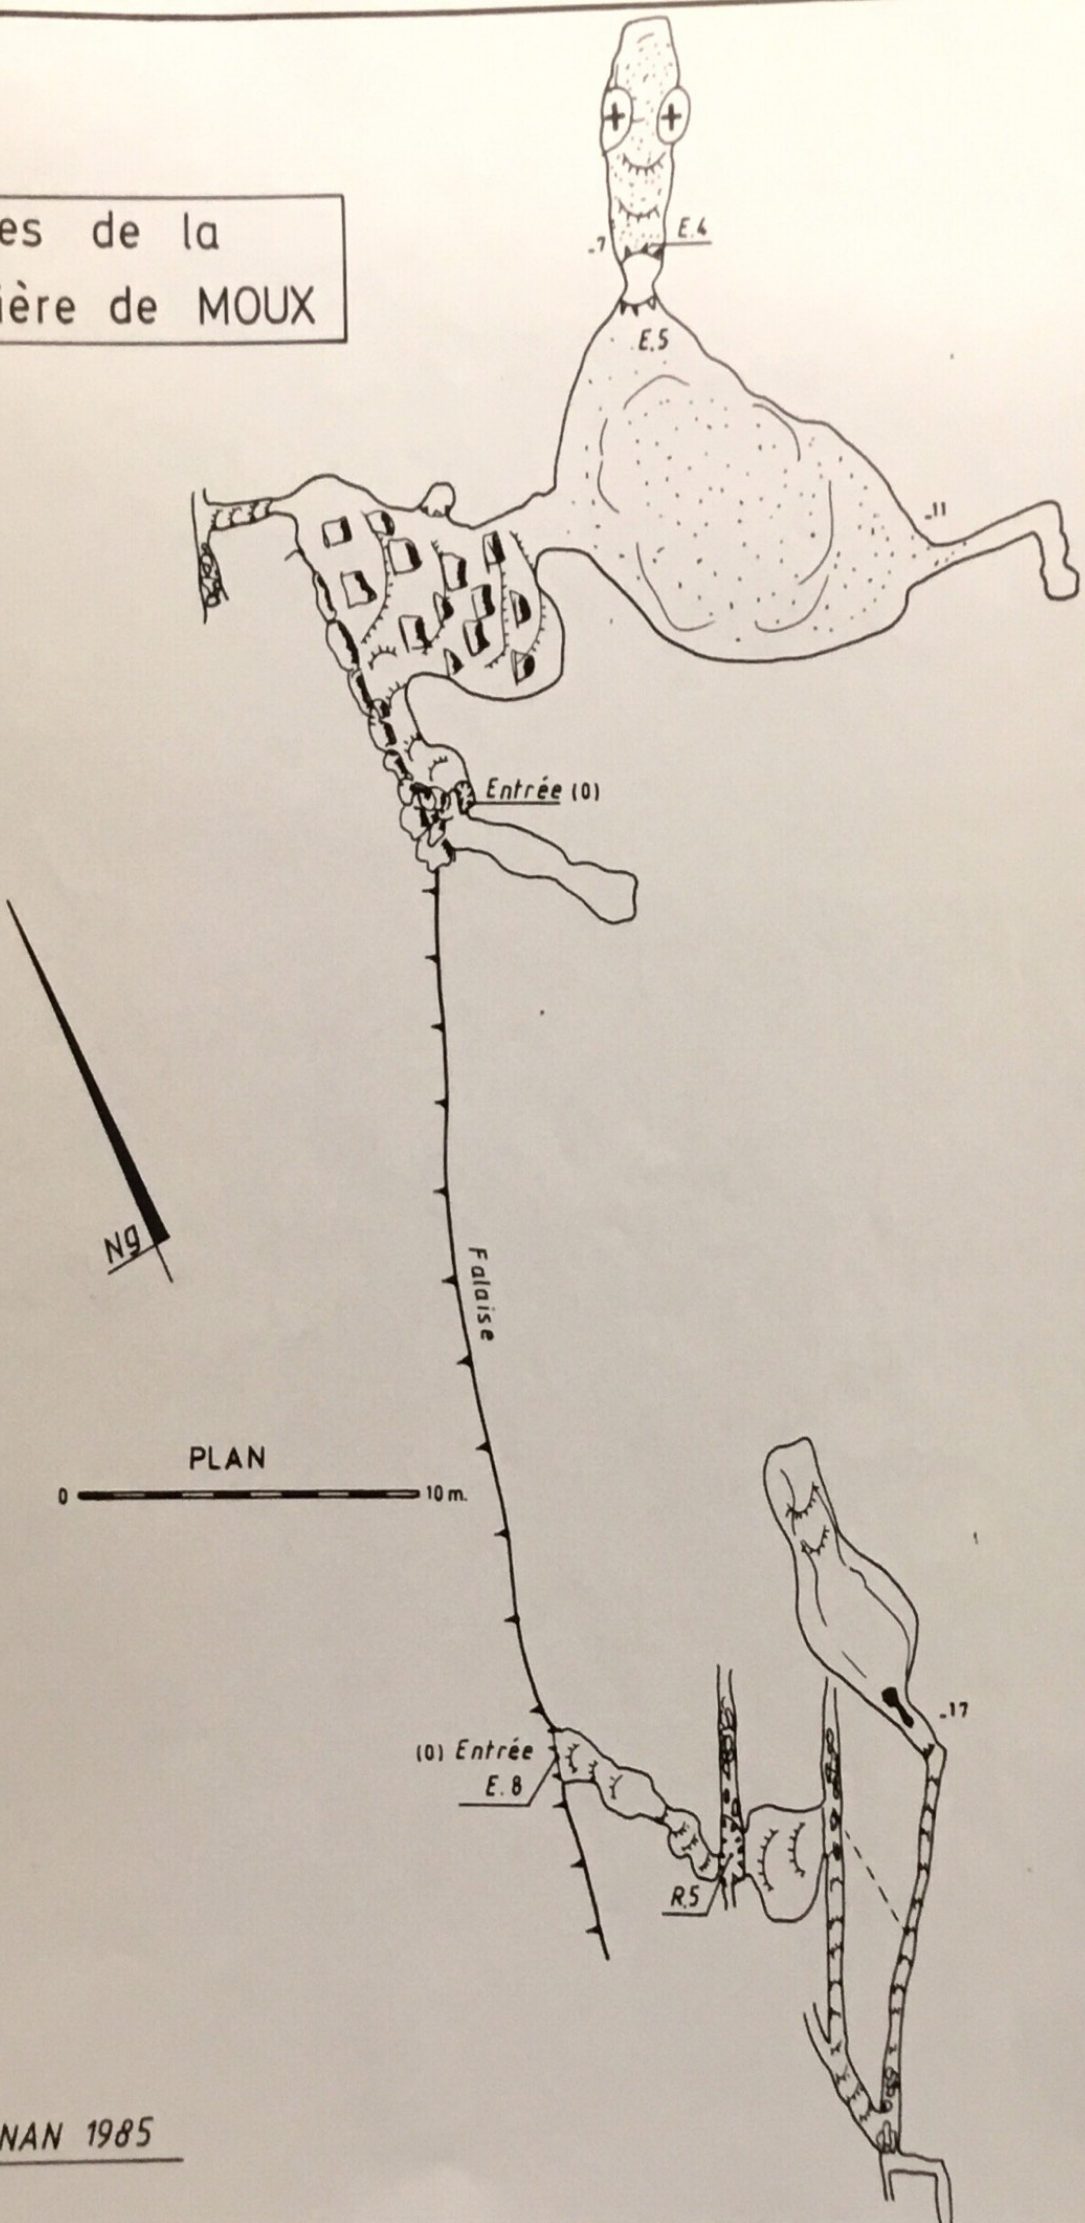 es de la
ière de MOUX
-7
E.4
E.5
-11
Entrée (0)
Ng
Falaise
PLAN
0 10 m.
-17
(0) Entrée
E.8
R.5
NAN 1985